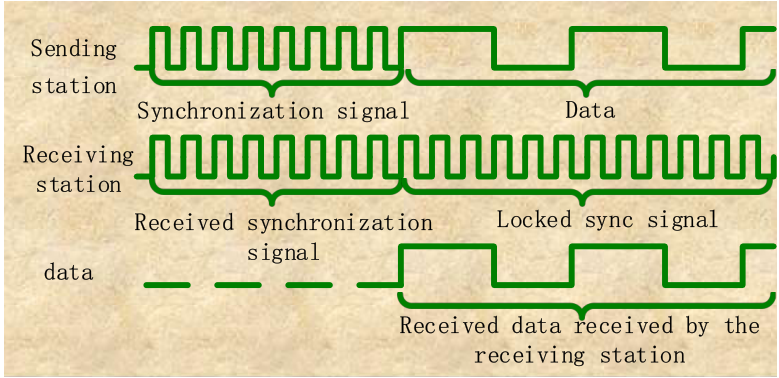 Sending
station
Synchronization signal
Data
Receiving
station
Received synchronization
signal
Locked sync signal
data
Received data received by the
receiving station